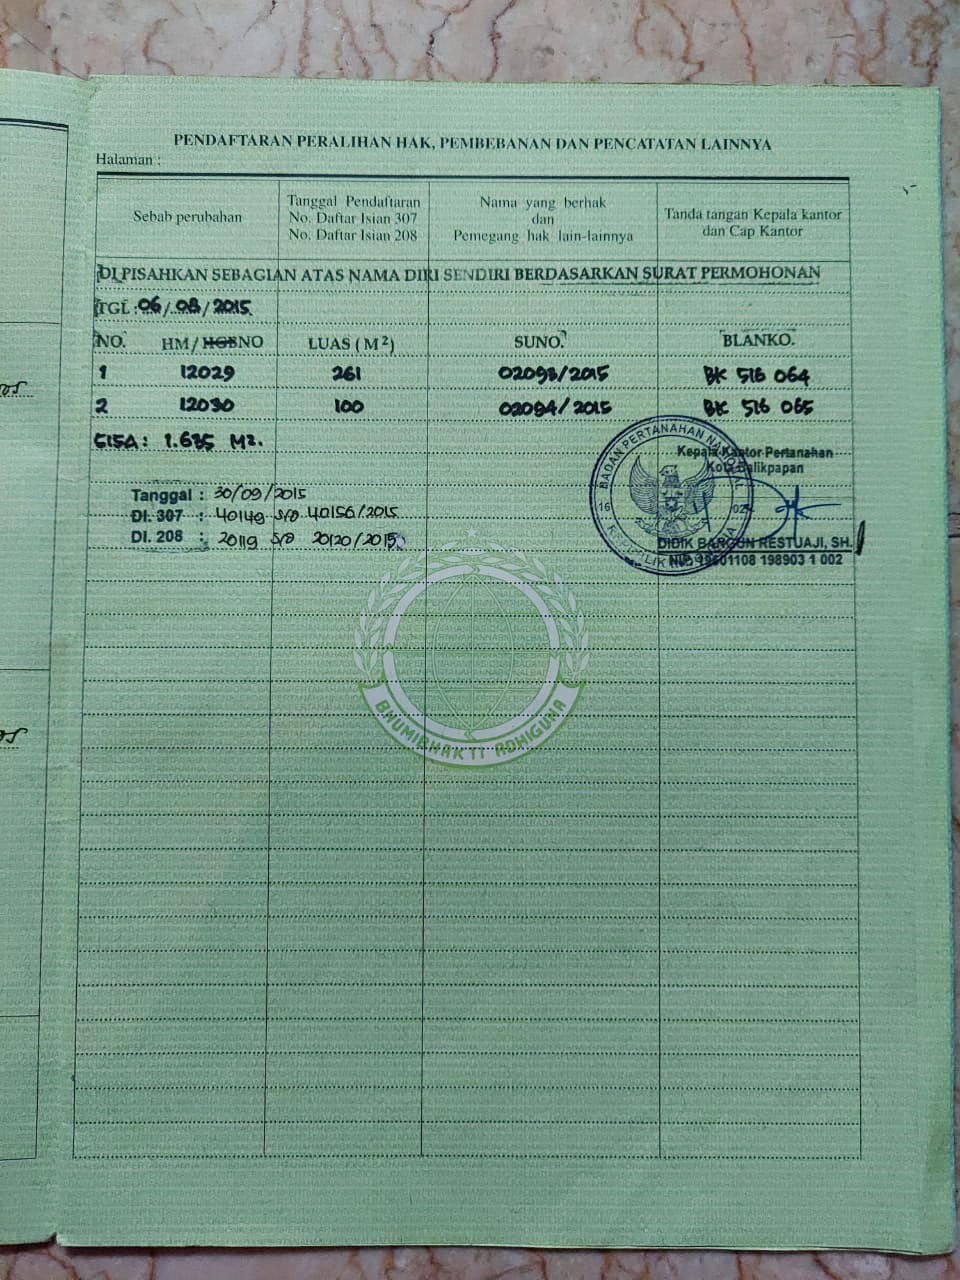 PENDAFTARAN PERALIHAN HAK, PEMBEBANAN DAN PENCATATAN LAINNYA
Halaman :
Sebab perubahan
Tanggal Pendaftaran
No. Daftar Isian 307
No. Daftar Isian 208
Nama yang berhak
dan
Pemegang hak lain-lainnya
Tanda tangan Kepala kantor
dan Cap Kantor
DI PISAHKAN SEBAGIAN ATAS NAMA DIRI SENDIRI BERDASARKAN SURAT PERMOHONAN
TGL : 06/08/2015
NO. HM/HGBNO LUAS (M²) SUNO. BLANKO.
1 12029 261 02093/2015 BK 516 064
2 12030 100 02094/2015 BK 516 065
SISA : 1.635 M².
Kepala Kantor Pertanahan
Kota Balikpapan
Tanggal : 30/09/2015
DI. 307 : 40149 S/D 40156/2015
DI. 208 : 20119 S/D 20120/2015
BADAN PERTANAHAN NASIONAL
16 02
DIDIK BANGUN RESTUAJI, SH.
NIP. 19601108 198903 1 002
BHUMIBHAKTI ADHIGUNA